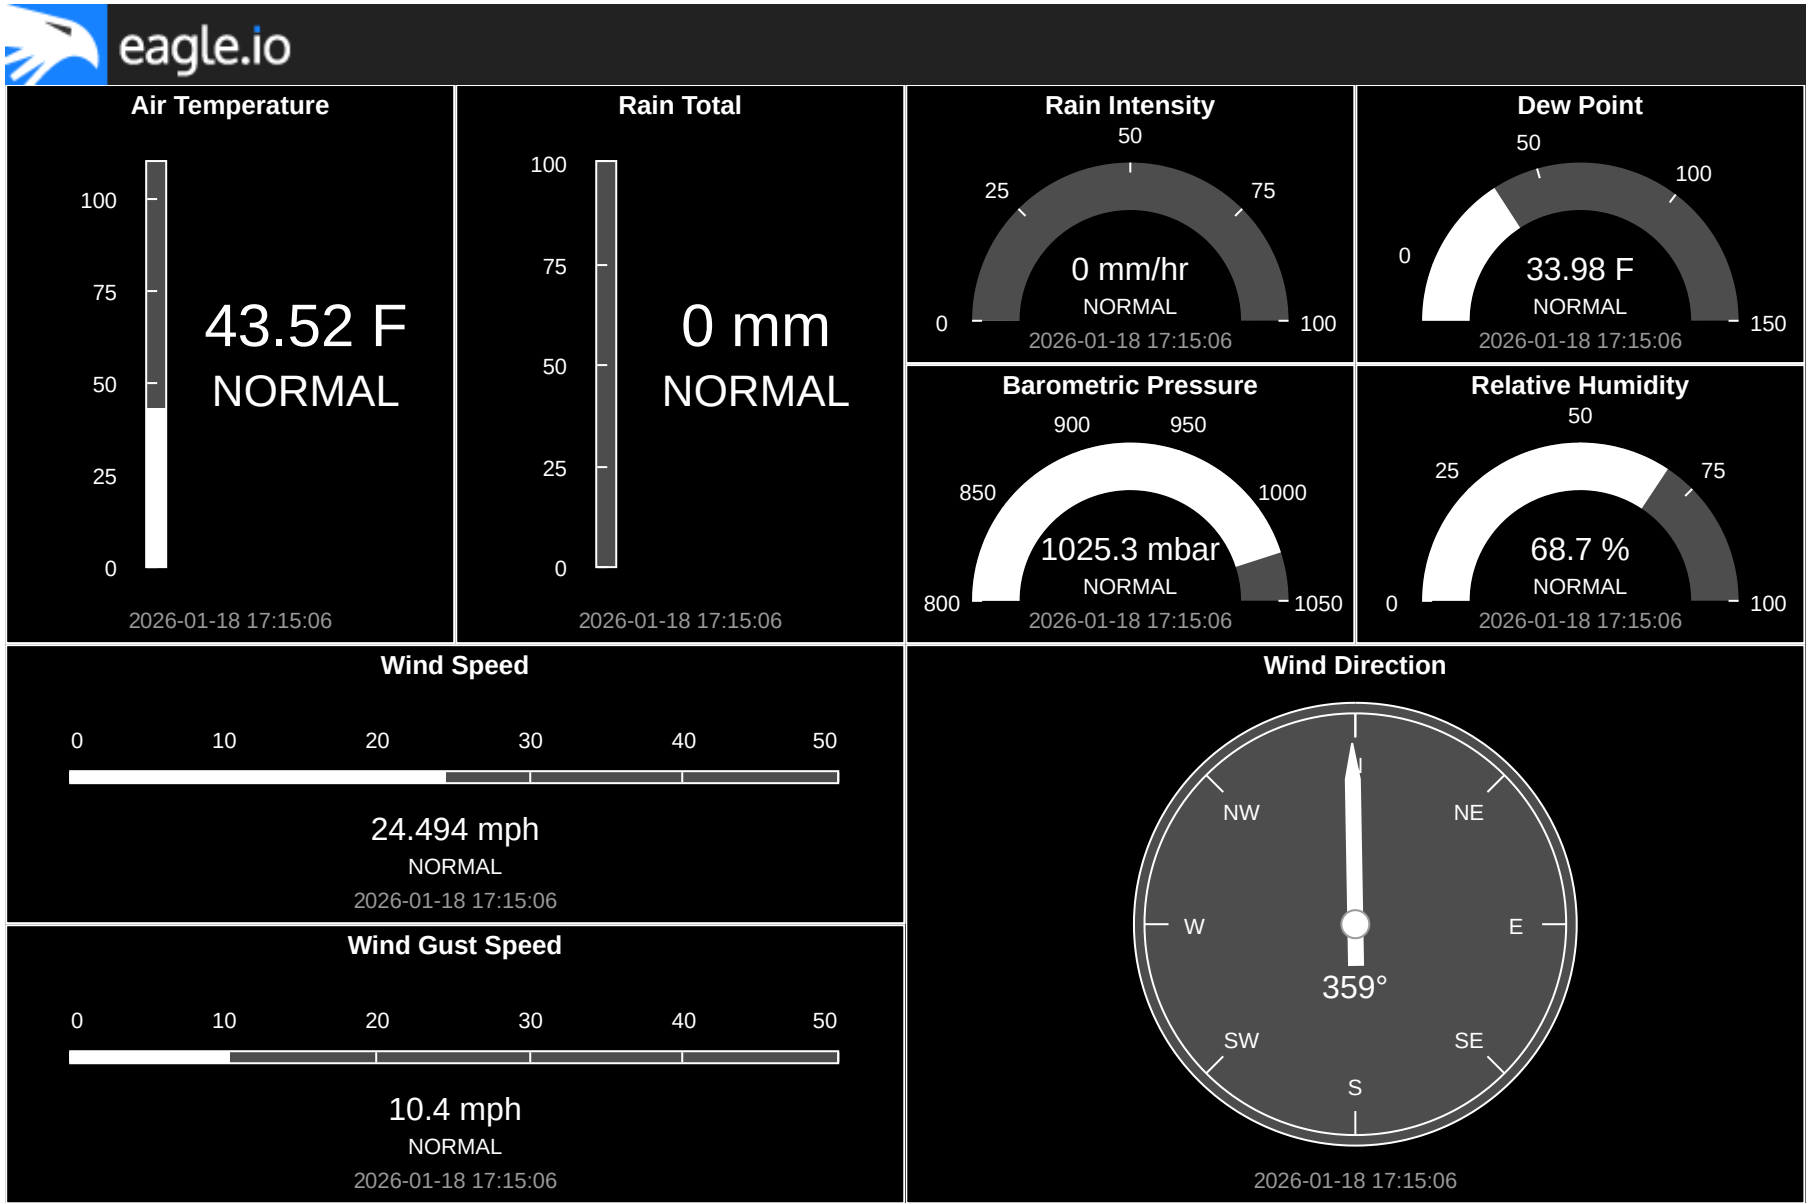 eagle.io
Air Temperature
100
75
50
25
0
43.52 F
NORMAL
2026-01-18 17:15:06
Rain Total
100
75
50
25
0
0 mm
NORMAL
2026-01-18 17:15:06
Rain Intensity
50
25 75
0 100
0 mm/hr
NORMAL
2026-01-18 17:15:06
Dew Point
50
100
0
150
33.98 F
NORMAL
2026-01-18 17:15:06
Barometric Pressure
900 950
850 1000
800 1050
1025.3 mbar
NORMAL
2026-01-18 17:15:06
Relative Humidity
50
25 75
0 100
68.7 %
NORMAL
2026-01-18 17:15:06
Wind Speed
0 10 20 30 40 50
24.494 mph
NORMAL
2026-01-18 17:15:06
Wind Gust Speed
0 10 20 30 40 50
10.4 mph
NORMAL
2026-01-18 17:15:06
Wind Direction
NW NE
W E
359°
SW SE
S
2026-01-18 17:15:06